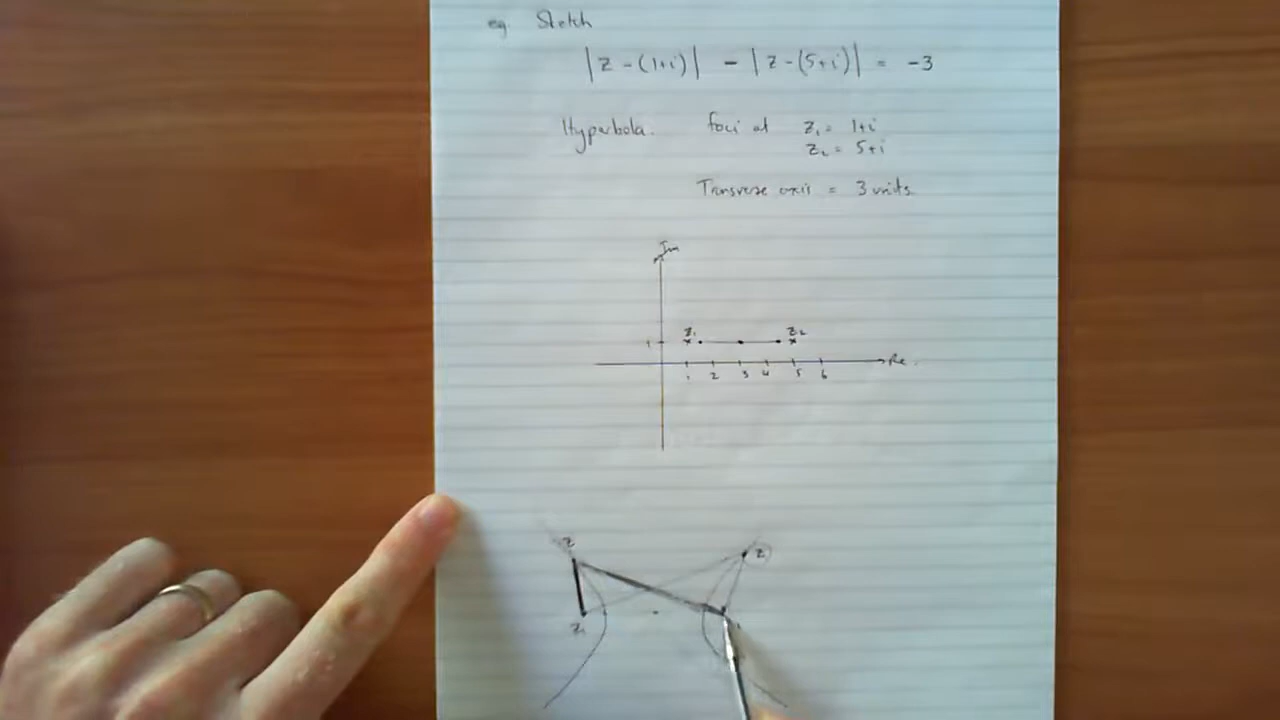 eg. Sketch
|z-(1+i)| - |z-(5+i)| = -3
Hyperbola. foci at z₁ = 1+i
z₂ = 5+i
Transverse axis = 3 units.
Im
z₁ z₂
1
Re.
1 2 3 4 5 6
z z
z₁